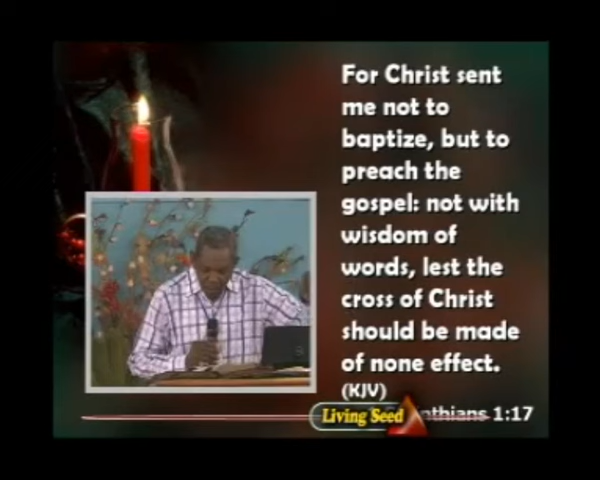 For Christ sent
me not to
baptize, but to
preach the
gospel: not with
wisdom of
words, lest the
cross of Christ
should be made
of none effect.
(KJV)
Living Seed
nthians 1:17